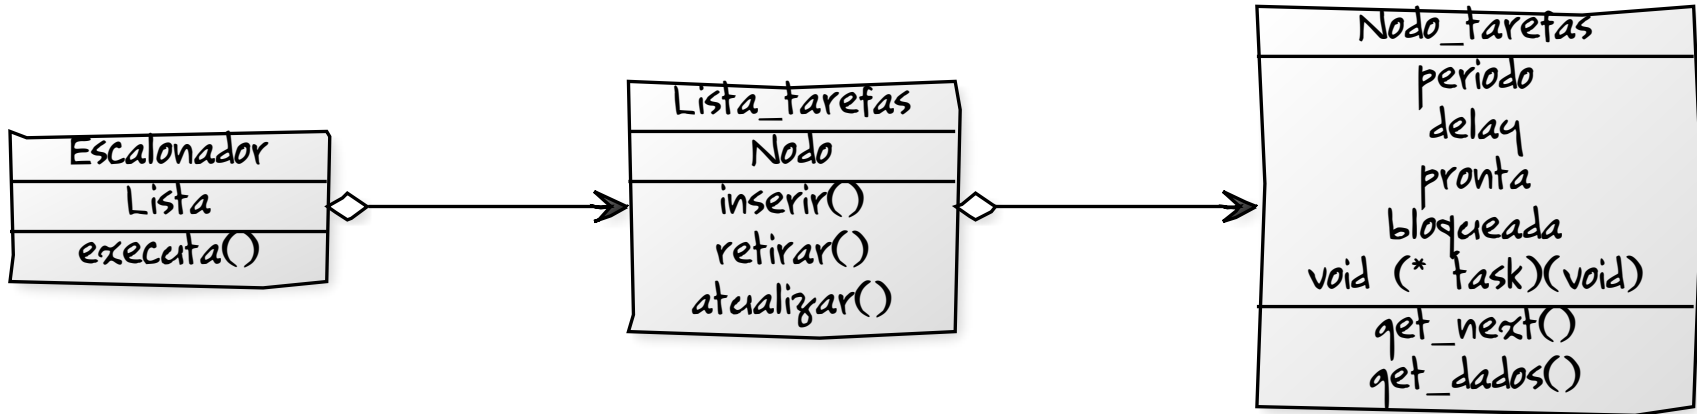 Escalonador
Lista
executa()
Lista_tarefas
Nodo
inserir()
retirar()
atualizar()
Nodo_tarefas
periodo
delay
pronta
bloqueada
void (* task)(void)
get_next()
get_dados()